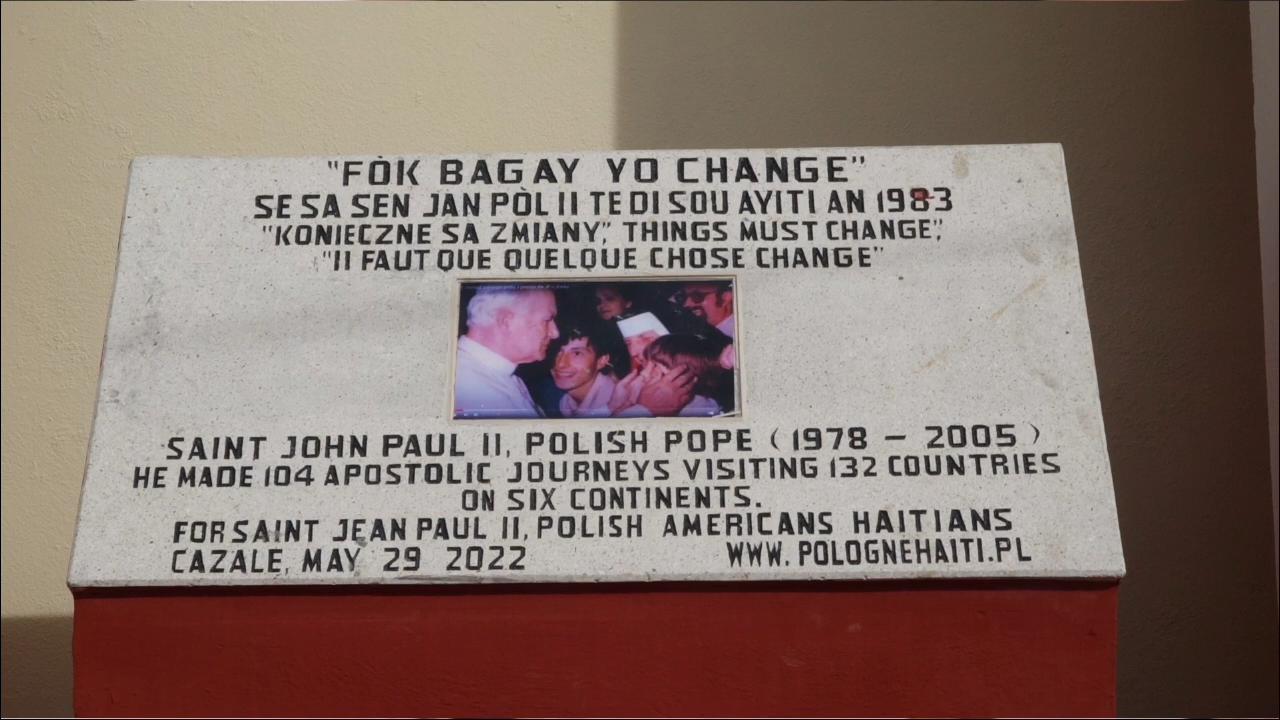 "FÒK BAGAY YO CHANGE"
SE SA SEN JAN PÒL II TE DI SOU AYITI AN 1983
"KONIECZNE SA ZMIANY," THINGS MUST CHANGE",
"II FAUT QUE QUELQUE CHOSE CHANGE"
SAINT JOHN PAUL II, POLISH POPE (1978 – 2005)
HE MADE 104 APOSTOLIC JOURNEYS VISITING 132 COUNTRIES
ON SIX CONTINENTS.
FOR SAINT JEAN PAUL II, POLISH AMERICANS HAITIANS
CAZALE, MAY 29 2022 WWW.POLOGNEHAITI.PL